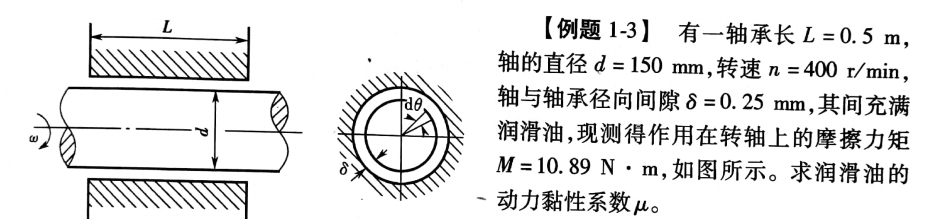 L
ω
d
dθ
δ
【例题 1-3】 有一轴承长 L = 0.5 m,
轴的直径 d = 150 mm,转速 n = 400 r/min,
轴与轴承径向间隙 δ = 0.25 mm,其间充满
润滑油,现测得作用在转轴上的摩擦力矩
M = 10.89 N · m,如图所示。求润滑油的
动力黏性系数 μ。